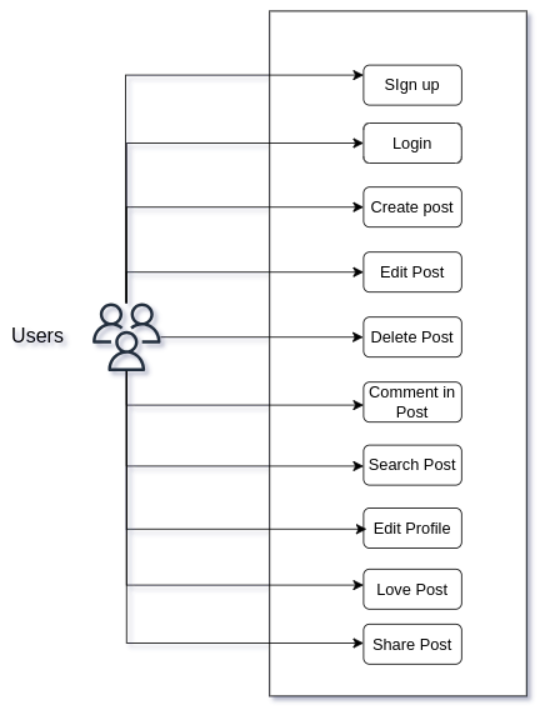 SIgn up
Login
Create post
Edit Post
Users
Delete Post
Comment in
Post
Search Post
Edit Profile
Love Post
Share Post